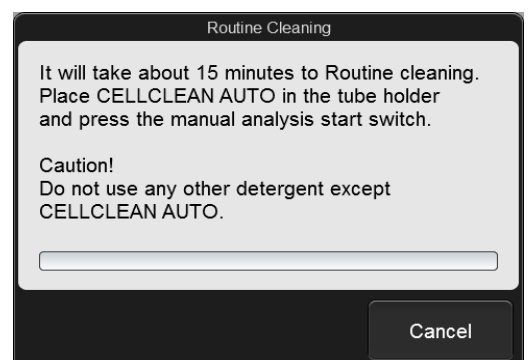 Routine Cleaning
It will take about 15 minutes to Routine cleaning.
Place CELLCLEAN AUTO in the tube holder
and press the manual analysis start switch.
Caution!
Do not use any other detergent except
CELLCLEAN AUTO.
Cancel